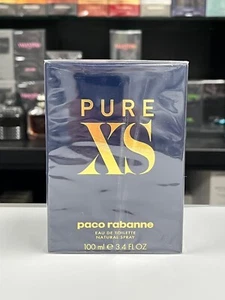 PURE
XS
paco rabanne
EAU DE TOILETTE
NATURAL SPRAY
100 ml e 3.4 FL.OZ